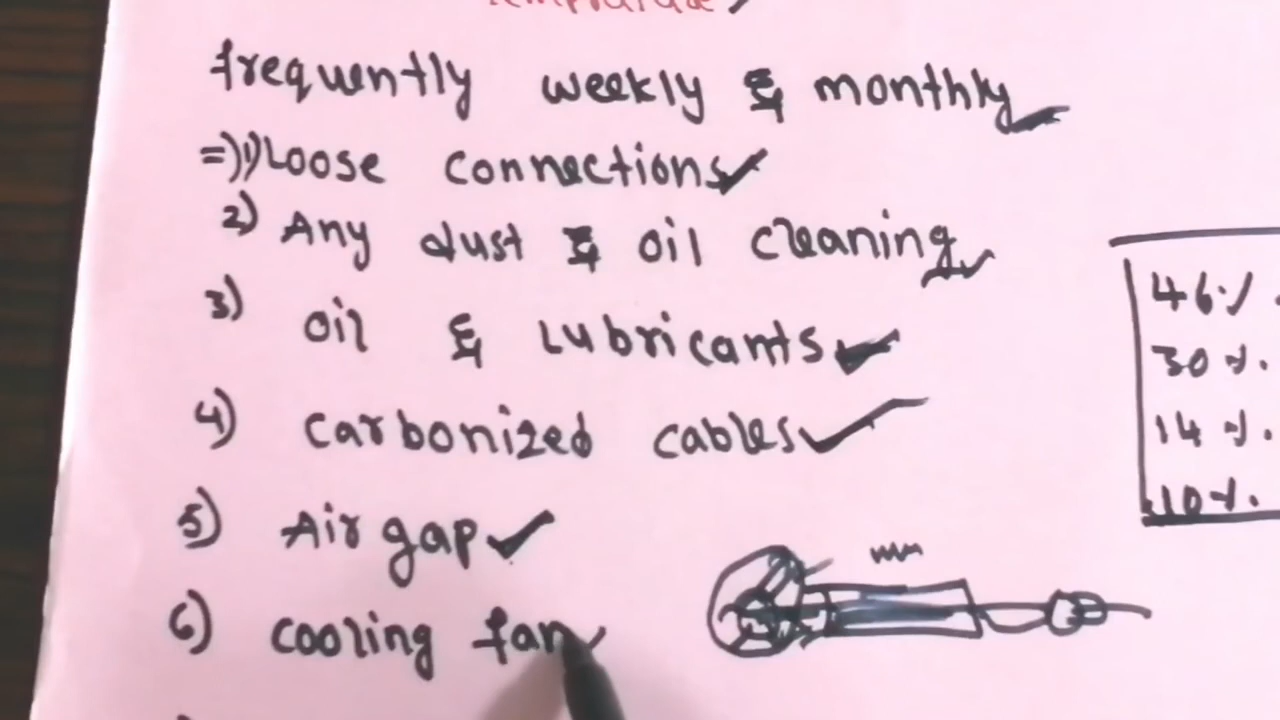 frequently weekly & monthly
=)1) Loose connections
2) Any dust & oil cleaning
3) oil & Lubricants
4) carbonized cables
5) Air gap
6) cooling fan
46%
30%
14%
10%